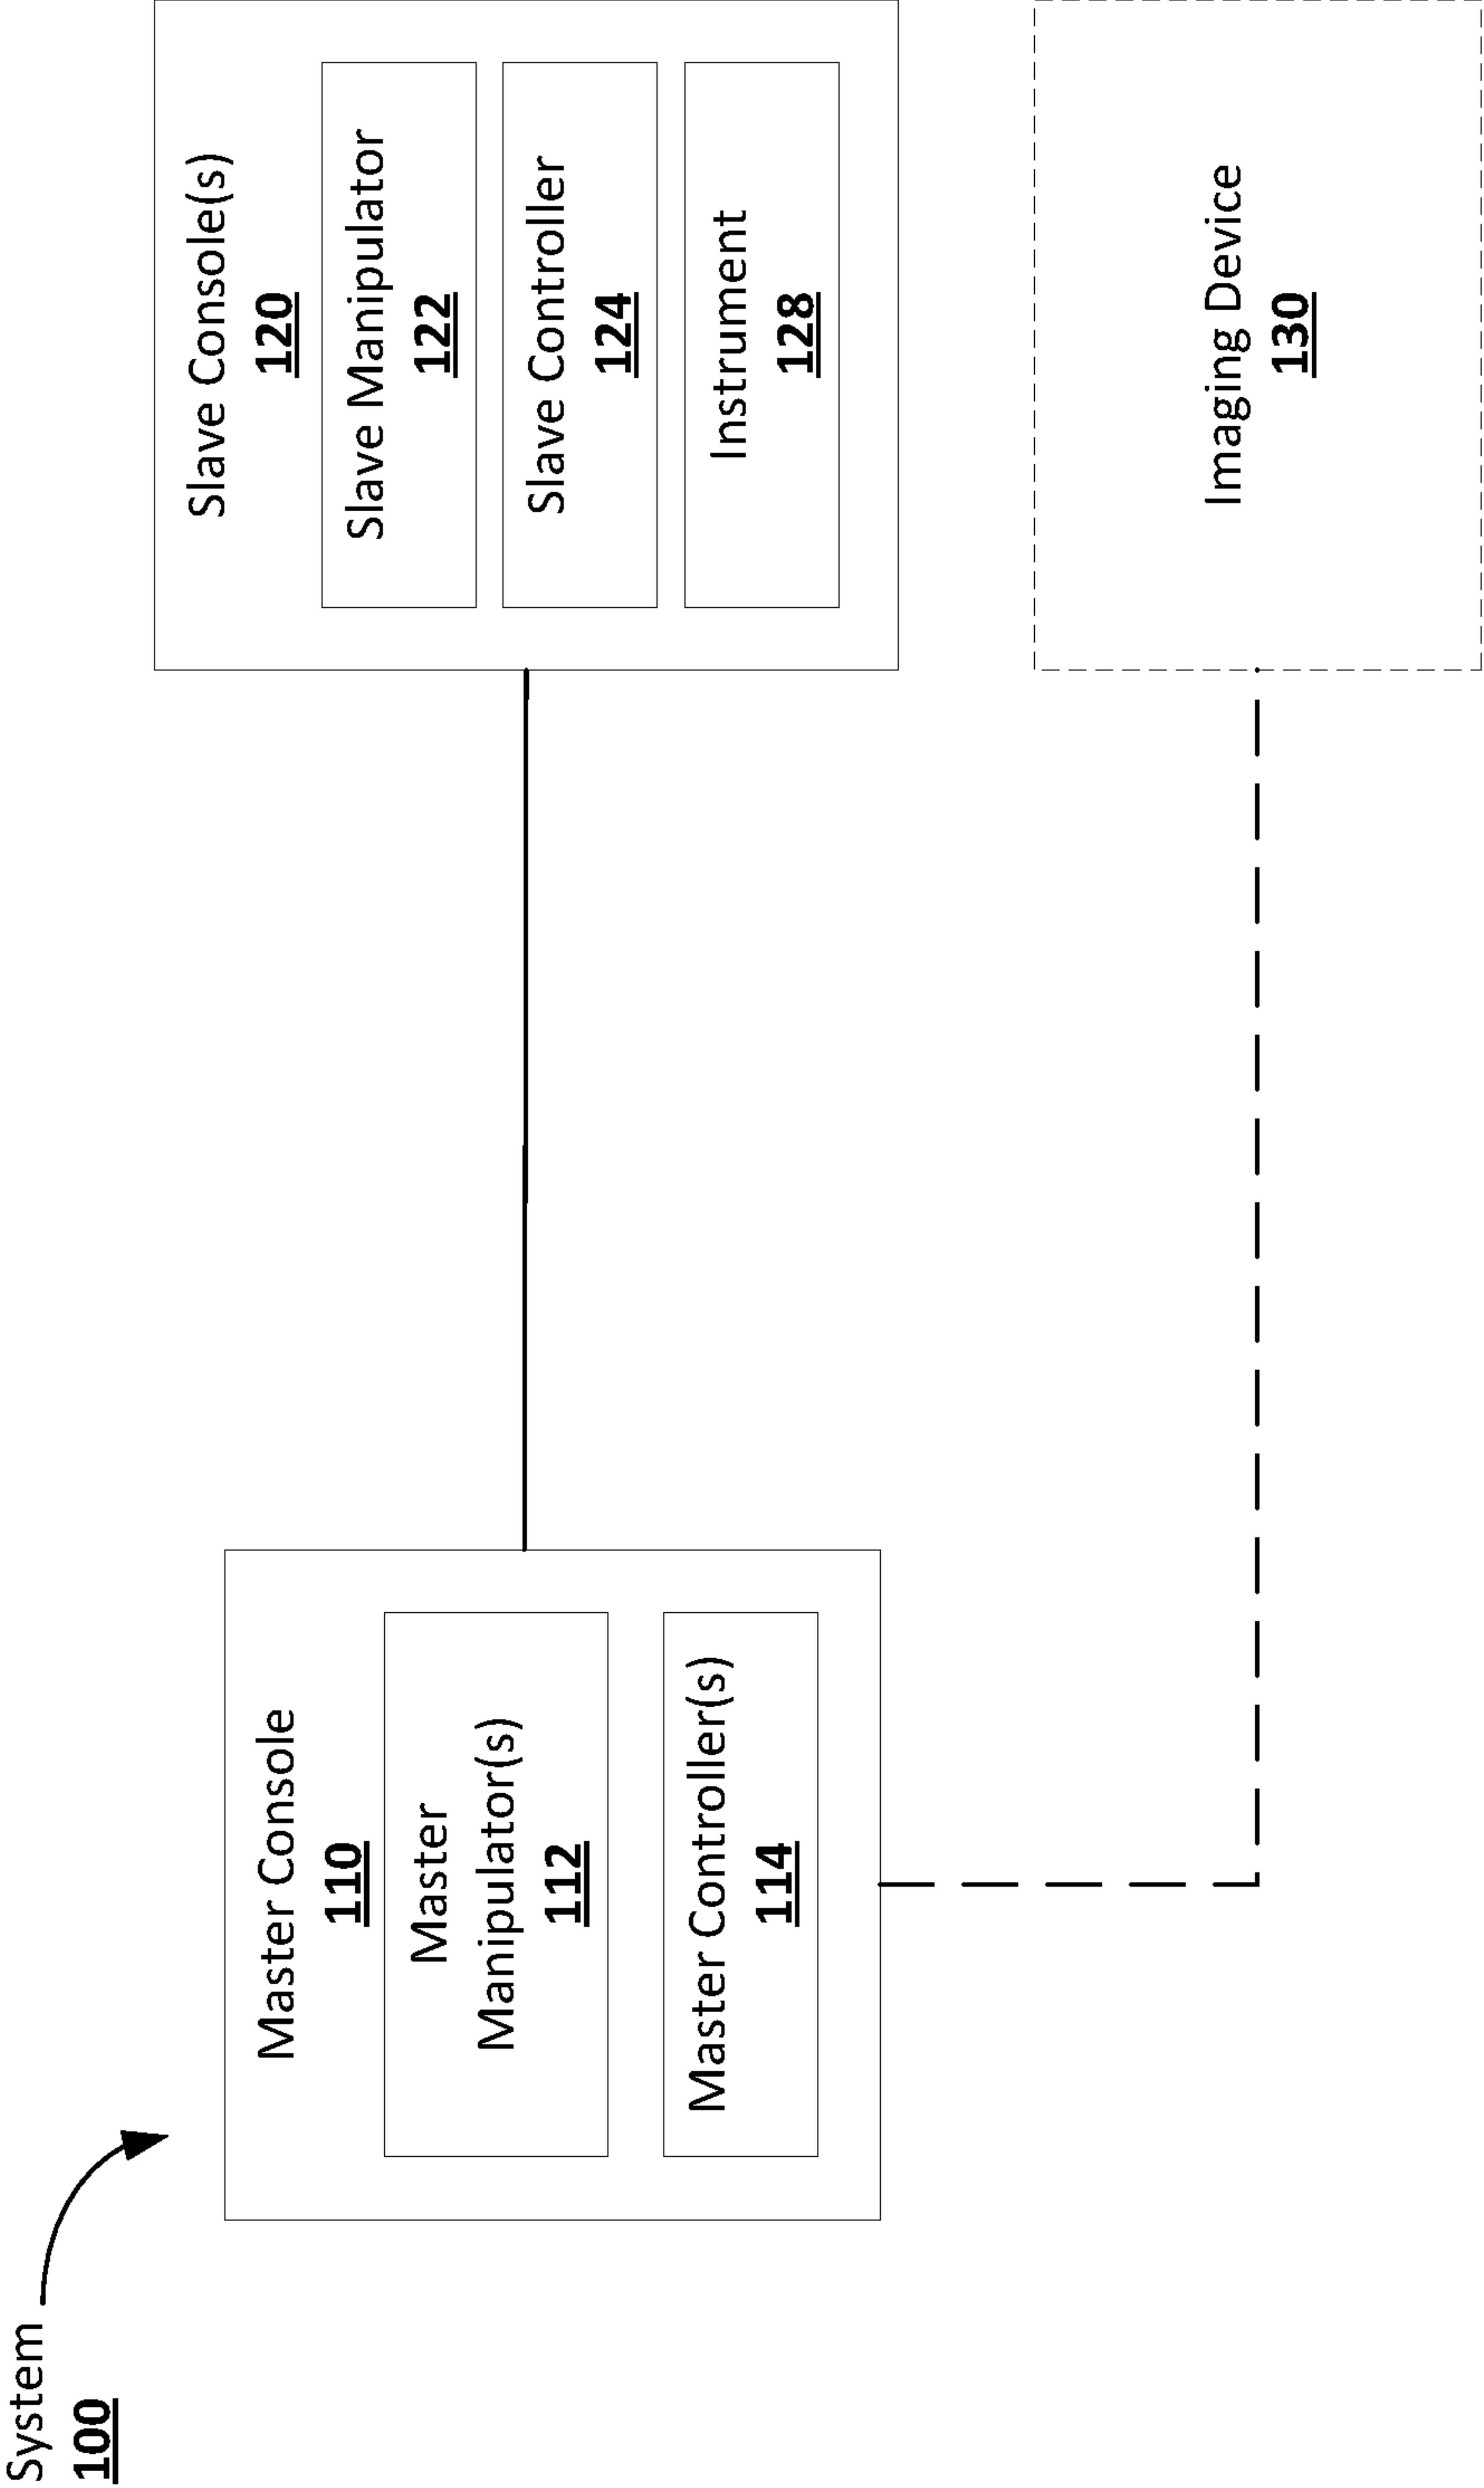 System
100
Master Console
110
Master
Manipulator(s)
112
Master Controller(s)
114
Slave Console(s)
120
Slave Manipulator
122
Slave Controller
124
Instrument
128
Imaging Device
130